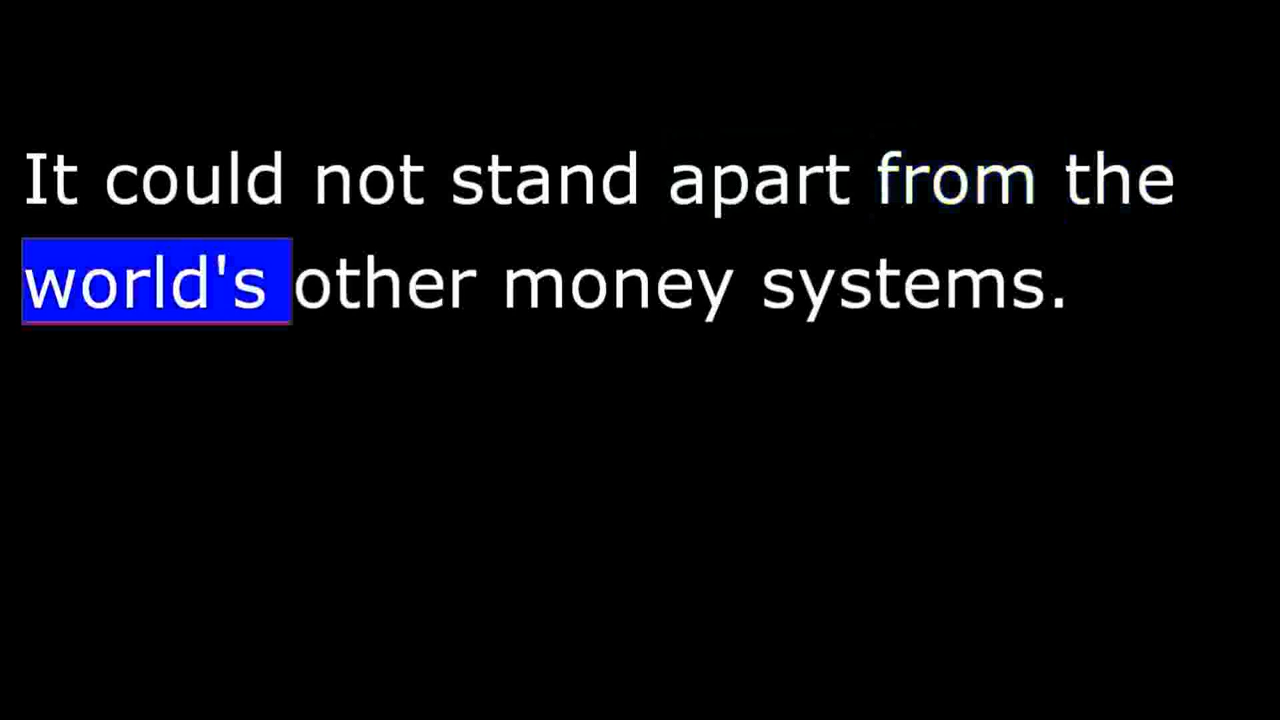 It could not stand apart from the
world's other money systems.